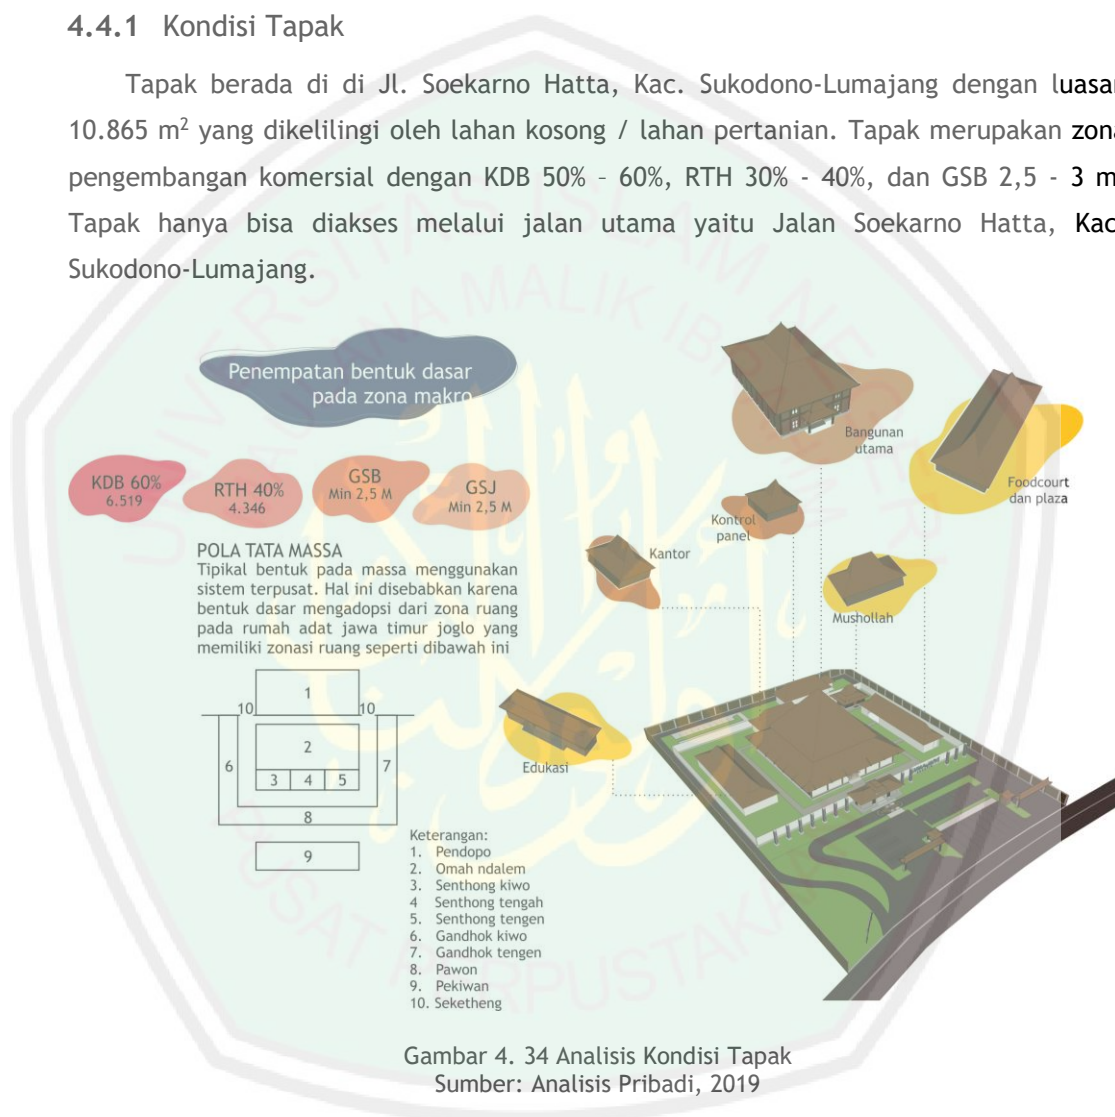 4.4.1 Kondisi Tapak
Tapak berada di di Jl. Soekarno Hatta, Kac. Sukodono-Lumajang dengan luasan
10.865 m² yang dikelilingi oleh lahan kosong / lahan pertanian. Tapak merupakan zona
pengembangan komersial dengan KDB 50% – 60%, RTH 30% - 40%, dan GSB 2,5 - 3 m
Tapak hanya bisa diakses melalui jalan utama yaitu Jalan Soekarno Hatta, Kac
Sukodono-Lumajang.
Penempatan bentuk dasar
pada zona makro
KDB 60%
6.519
RTH 40%
4.346
GSB
Min 2,5 M
GSJ
Min 2,5 M
POLA TATA MASSA
Tipikal bentuk pada massa menggunakan
sistem terpusat. Hal ini disebabkan karena
bentuk dasar mengadopsi dari zona ruang
pada rumah adat jawa timur joglo yang
memiliki zonasi ruang seperti dibawah ini
1
10
10
2
6
7
3 4 5
8
9
Keterangan:
1. Pendopo
2. Omah ndalem
3. Senthong kiwo
4 Senthong tengah
5. Senthong tengen
6. Gandhok kiwo
7. Gandhok tengen
8. Pawon
9. Pekiwan
10. Seketheng
Bangunan
utama
Foodcourt
dan plaza
Kontrol
panel
Kantor
Mushollah
Edukasi
Gambar 4. 34 Analisis Kondisi Tapak
Sumber: Analisis Pribadi, 2019